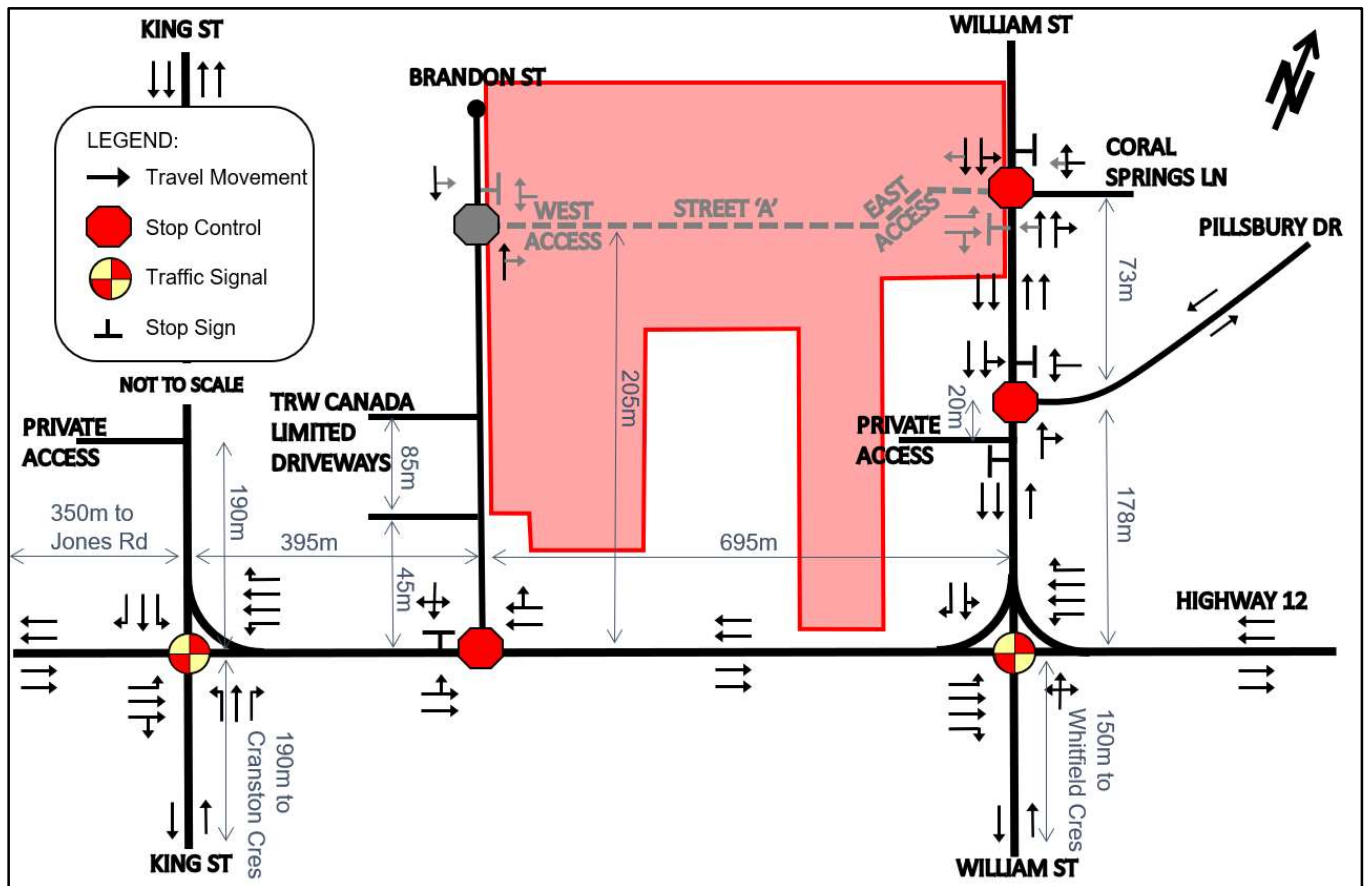 KING ST
WILLIAM ST
N
BRANDON ST
LEGEND:
Travel Movement
Stop Control
Traffic Signal
Stop Sign
CORAL
SPRINGS LN
PILLSBURY DR
WEST
ACCESS
STREET 'A'
EAST
ACCESS
73m
NOT TO SCALE
PRIVATE
ACCESS
TRW CANADA
LIMITED
DRIVEWAYS
205m
20m
PRIVATE
ACCESS
85m
190m
178m
350m to
Jones Rd
395m
695m
45m
HIGHWAY 12
190m to
Cranston Cres
150m to
Whitfield Cres
KING ST
WILLIAM ST